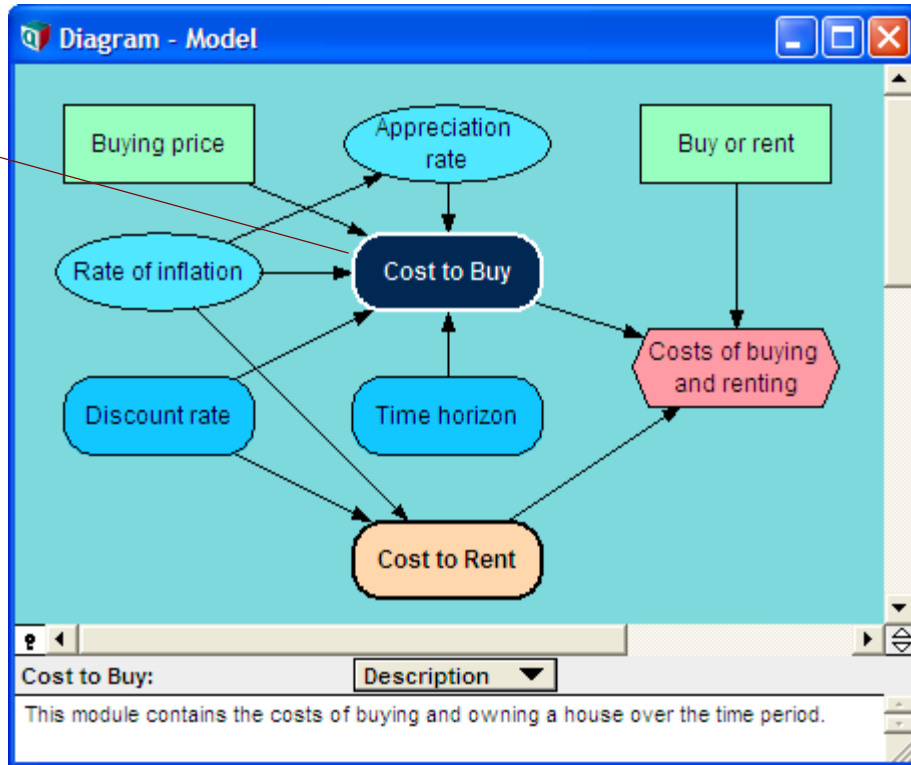 Diagram - Model
Buying price
Appreciation
rate
Buy or rent
Rate of inflation
Cost to Buy
Costs of buying
and renting
Discount rate
Time horizon
Cost to Rent
Cost to Buy:
Description
This module contains the costs of buying and owning a house over the time period.